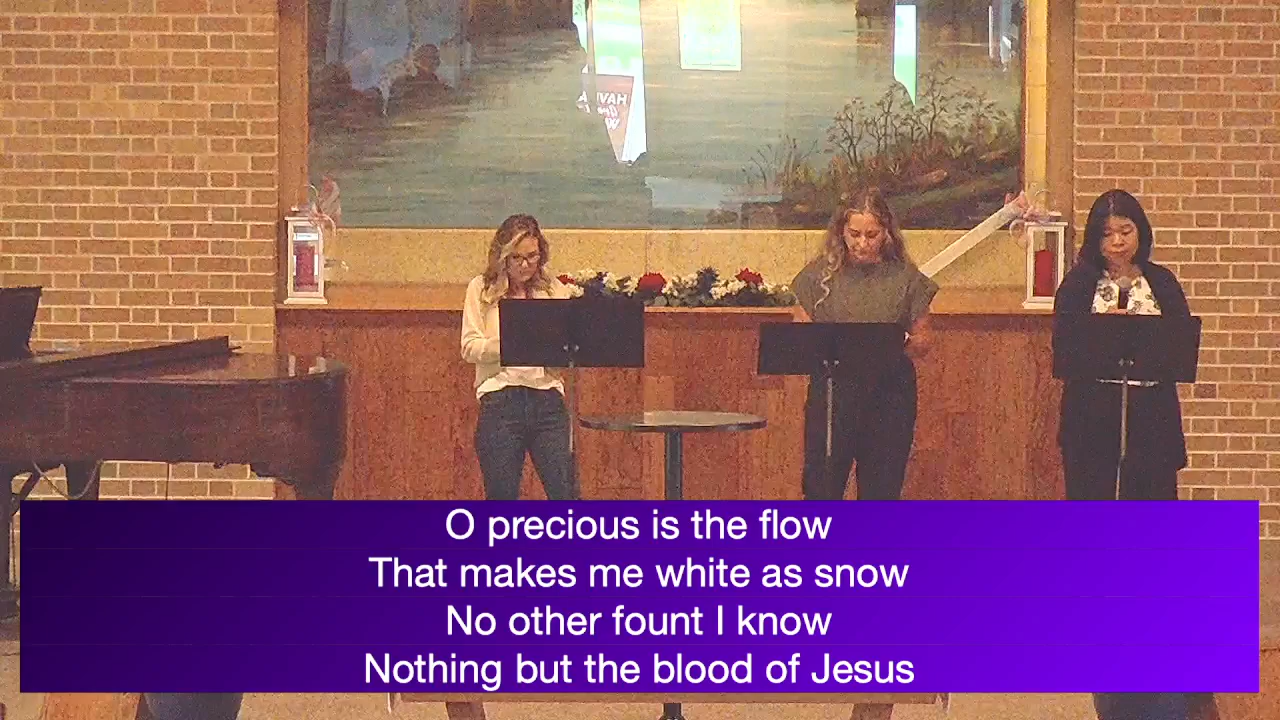 O precious is the flow
That makes me white as snow
No other fount I know
Nothing but the blood of Jesus